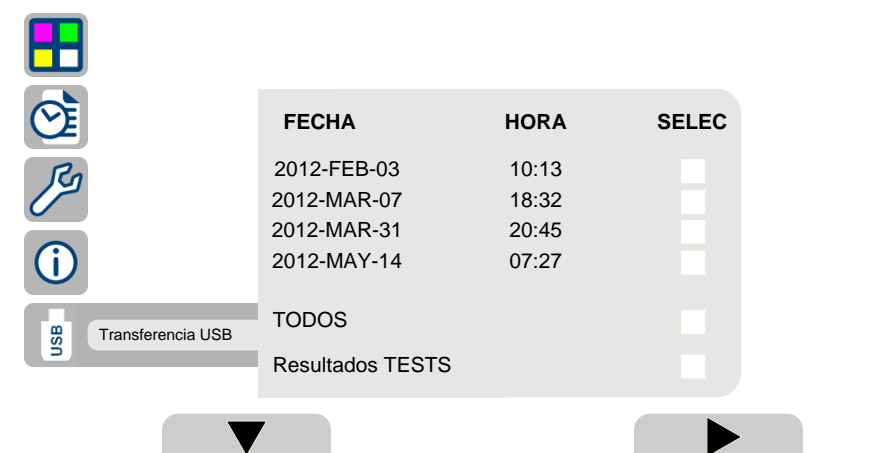 FECHA HORA SELEC
2012-FEB-03 10:13
2012-MAR-07 18:32
2012-MAR-31 20:45
2012-MAY-14 07:27
USB Transferencia USB TODOS
Resultados TESTS